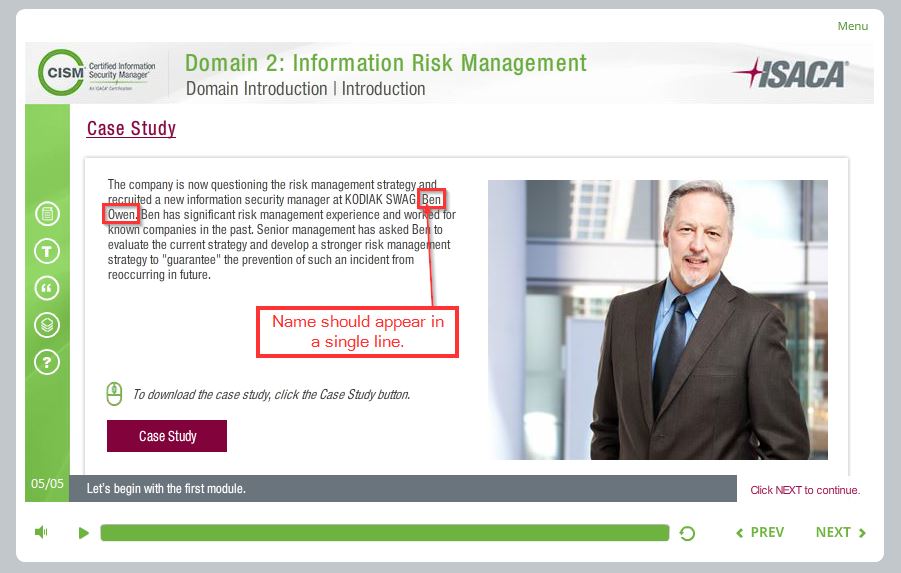 Menu
CISM
Certified Information
Security Manager®
An ISACA® Certification
Domain 2: Information Risk Management
Domain Introduction | Introduction
ISACA®
Case Study
The company is now questioning the risk management strategy and
recruited a new information security manager at KODIAK SWAG, Ben
Owen. Ben has significant risk management experience and worked for
known companies in the past. Senior management has asked Ben to
evaluate the current strategy and develop a stronger risk management
strategy to "guarantee" the prevention of such an incident from
reoccurring in future.
Name should appear in
a single line.
To download the case study, click the Case Study button.
Case Study
05/05
Let's begin with the first module.
Click NEXT to continue.
PREV
NEXT